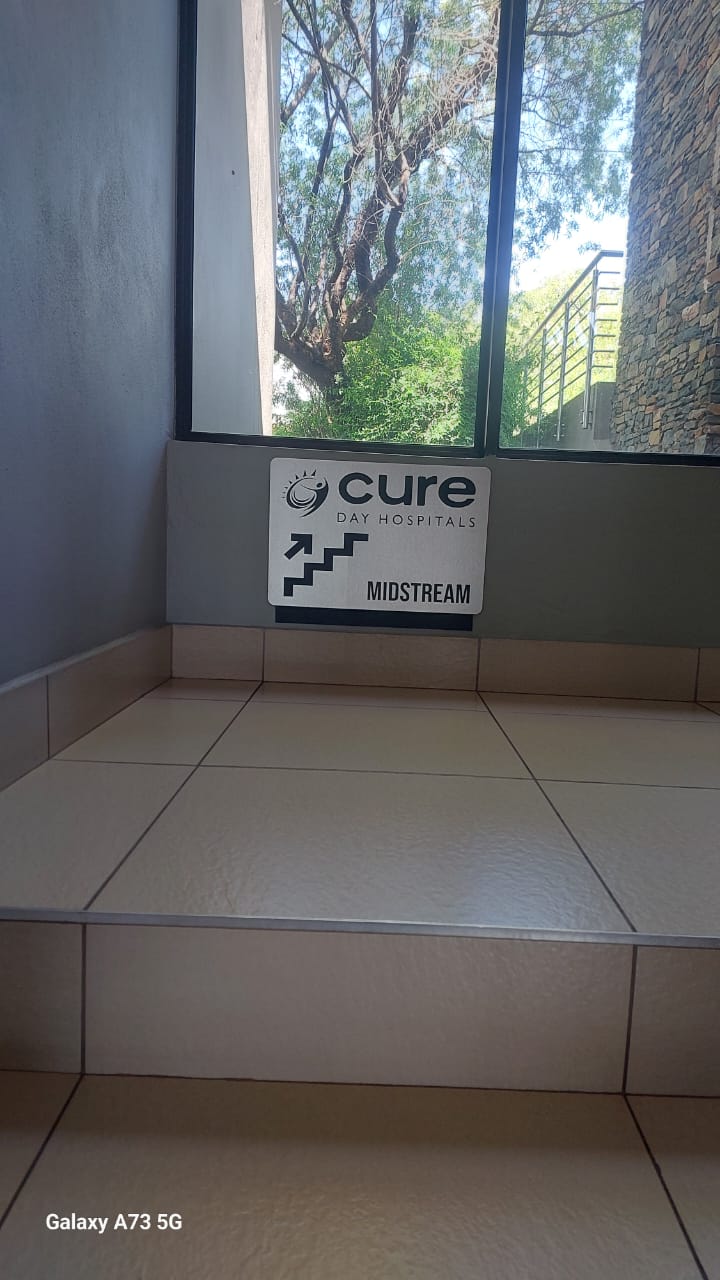 cure
DAY HOSPITALS
MIDSTREAM
Galaxy A73 5G